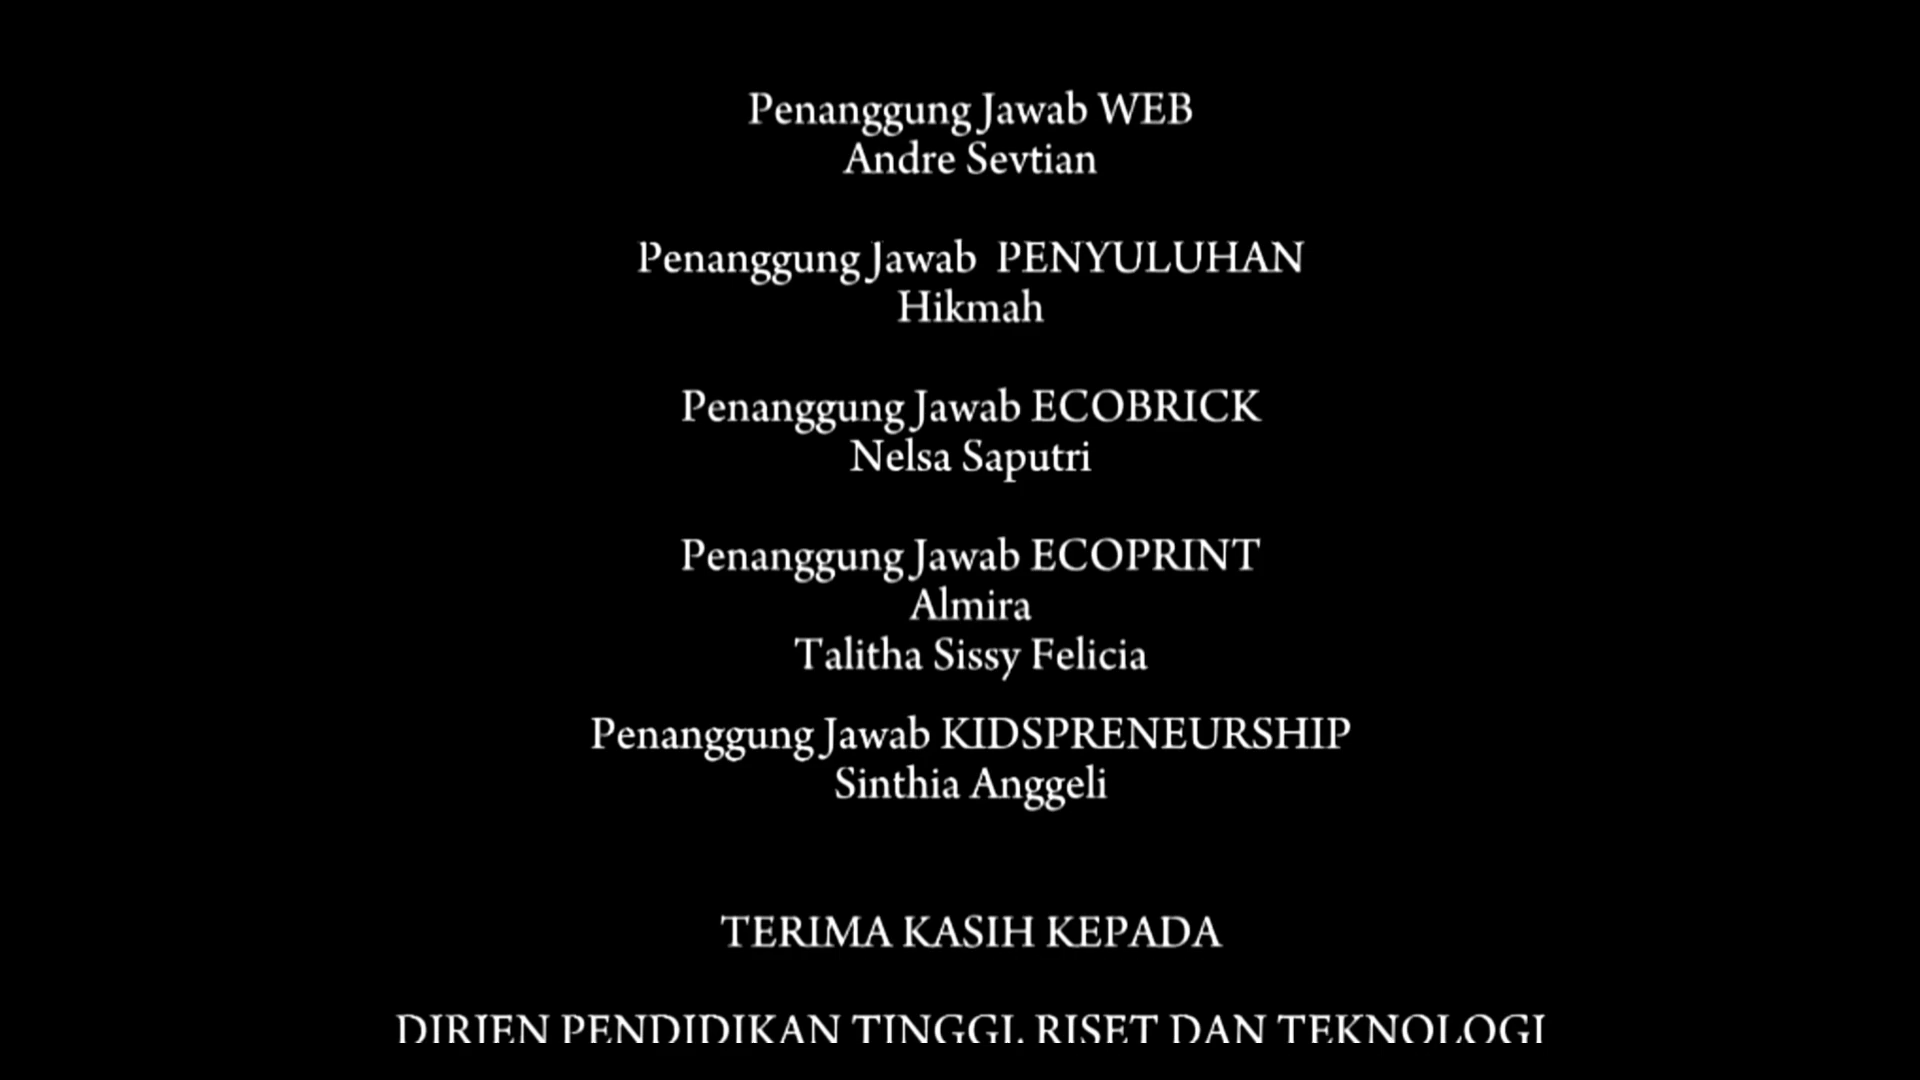 Penanggung Jawab WEB
Andre Sevtian
Penanggung Jawab PENYULUHAN
Hikmah
Penanggung Jawab ECOBRICK
Nelsa Saputri
Penanggung Jawab ECOPRINT
Almira
Talitha Sissy Felicia
Penanggung Jawab KIDSPRENEURSHIP
Sinthia Anggeli
TERIMA KASIH KEPADA
DIRJEN PENDIDIKAN TINGGI, RISET DAN TEKNOLOGI